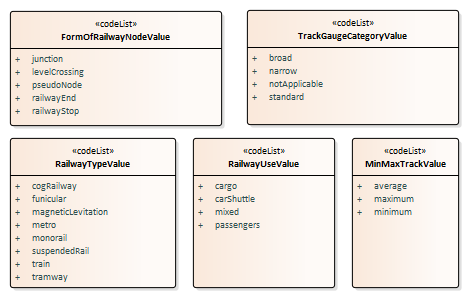 «codeList»
FormOfRailwayNodeValue
+ junction
+ levelCrossing
+ pseudoNode
+ railwayEnd
+ railwayStop
«codeList»
TrackGaugeCategoryValue
+ broad
+ narrow
+ notApplicable
+ standard
«codeList»
RailwayTypeValue
+ cogRailway
+ funicular
+ magneticLevitation
+ metro
+ monorail
+ suspendedRail
+ train
+ tramway
«codeList»
RailwayUseValue
+ cargo
+ carShuttle
+ mixed
+ passengers
«codeList»
MinMaxTrackValue
+ average
+ maximum
+ minimum